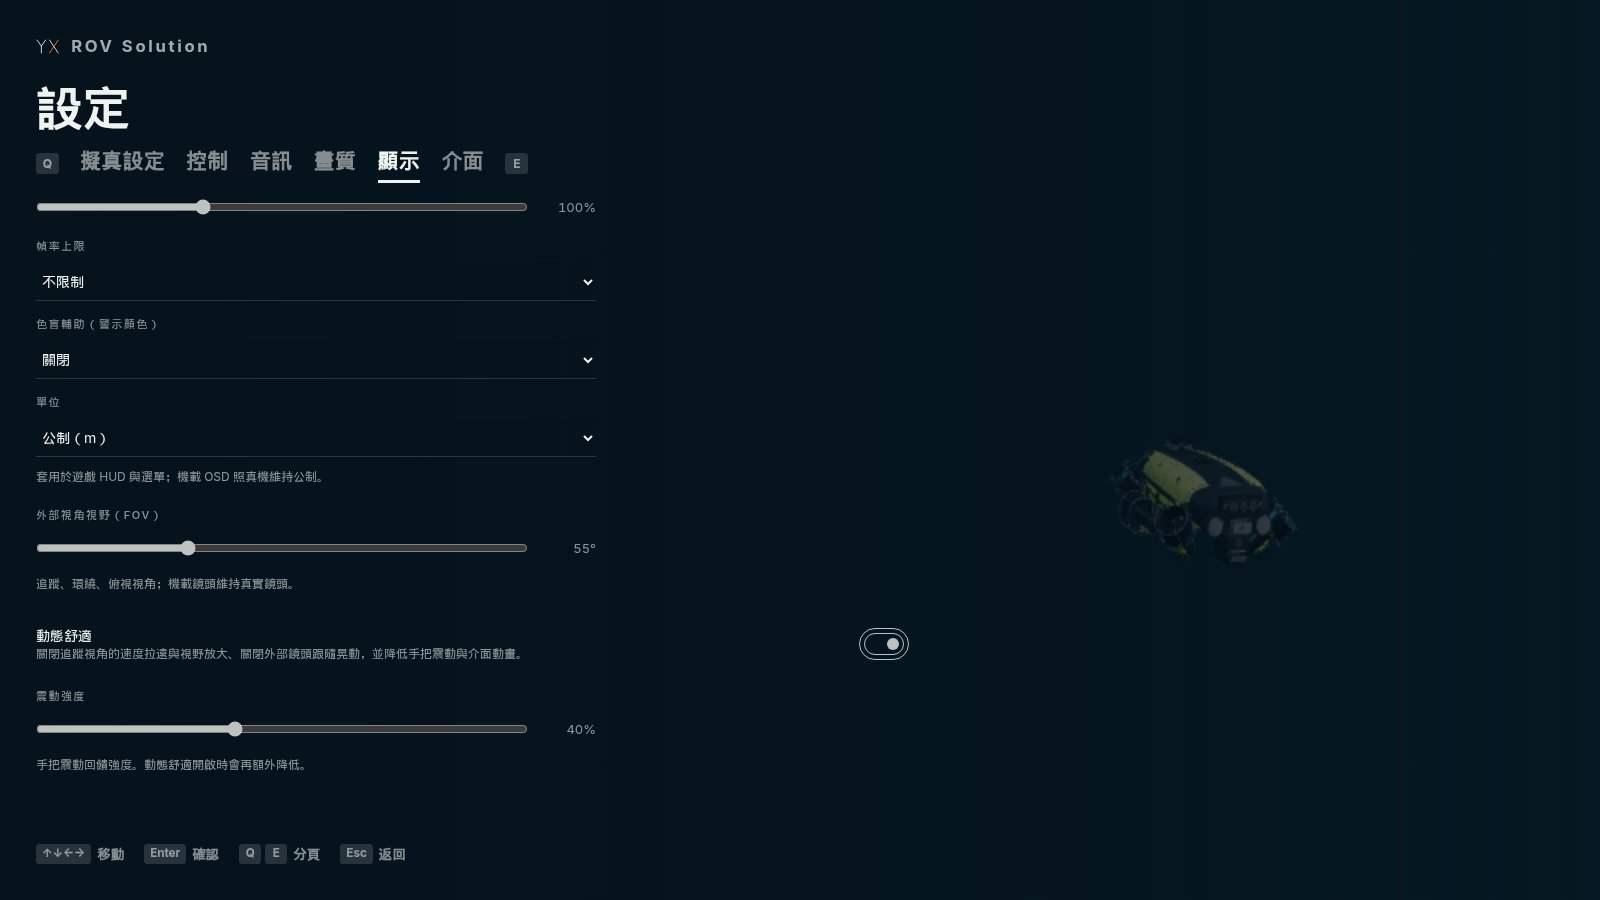 YX ROV Solution
設定
Q 擬真設定 控制 音訊 畫質 顯示 介面 E
100%
幀率上限
不限制
色盲輔助（警示顏色）
關閉
單位
公制（m）
套用於遊戲 HUD 與選單；機載 OSD 照真機維持公制。
外部視角視野（FOV）
55°
追蹤、環繞、俯視視角；機載鏡頭維持真實鏡頭。
動態舒適
關閉追蹤視角的速度拉遠與視野放大、關閉外部鏡頭跟隨晃動，並降低手把震動與介面動畫。
震動強度
40%
手把震動回饋強度。動態舒適開啟時會再額外降低。
↑↓←→ 移動 Enter 確認 Q E 分頁 Esc 返回